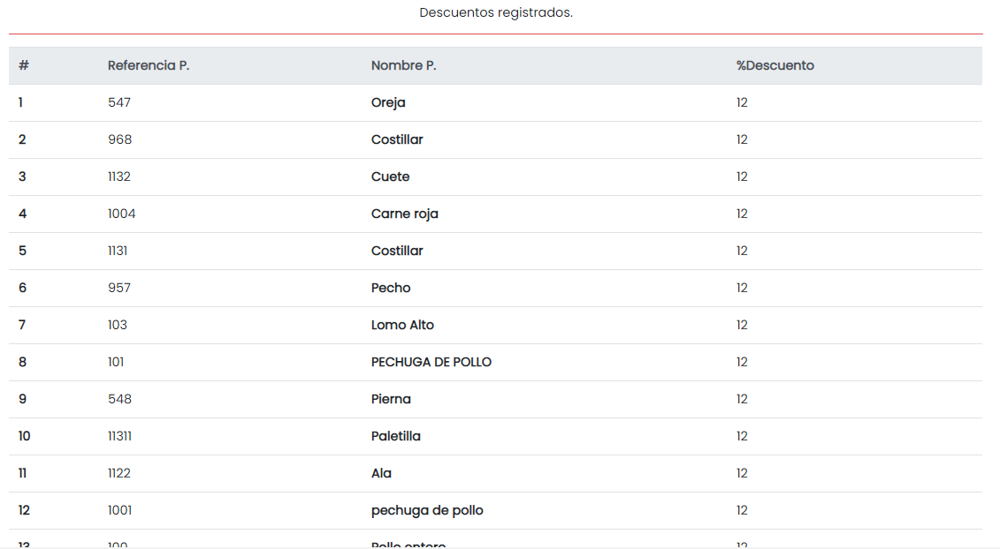 Descuentos registrados.
# Referencia P. Nombre P. %Descuento
1 547 Oreja 12
2 968 Costillar 12
3 1132 Cuete 12
4 1004 Carne roja 12
5 1131 Costillar 12
6 957 Pecho 12
7 103 Lomo Alto 12
8 101 PECHUGA DE POLLO 12
9 548 Pierna 12
10 11311 Paletilla 12
11 1122 Ala 12
12 1001 pechuga de pollo 12
13 100 Pollo entero 12